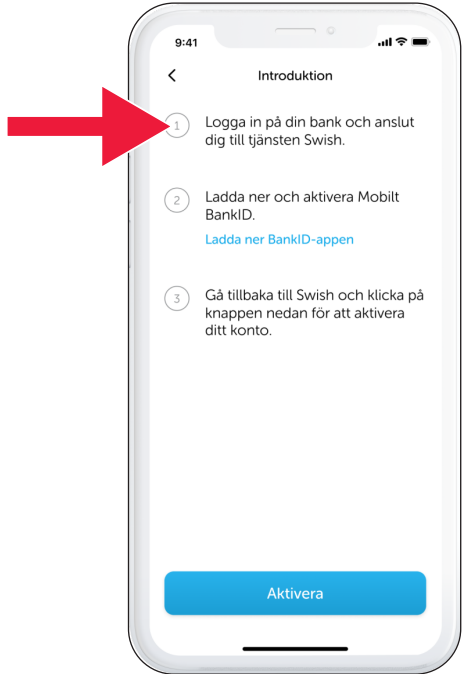 9:41
Introduktion
1
Logga in på din bank och anslut
dig till tjänsten Swish.
2
Ladda ner och aktivera Mobilt
BankID.
Ladda ner BankID-appen
3
Gå tillbaka till Swish och klicka på
knappen nedan för att aktivera
ditt konto.
Aktivera